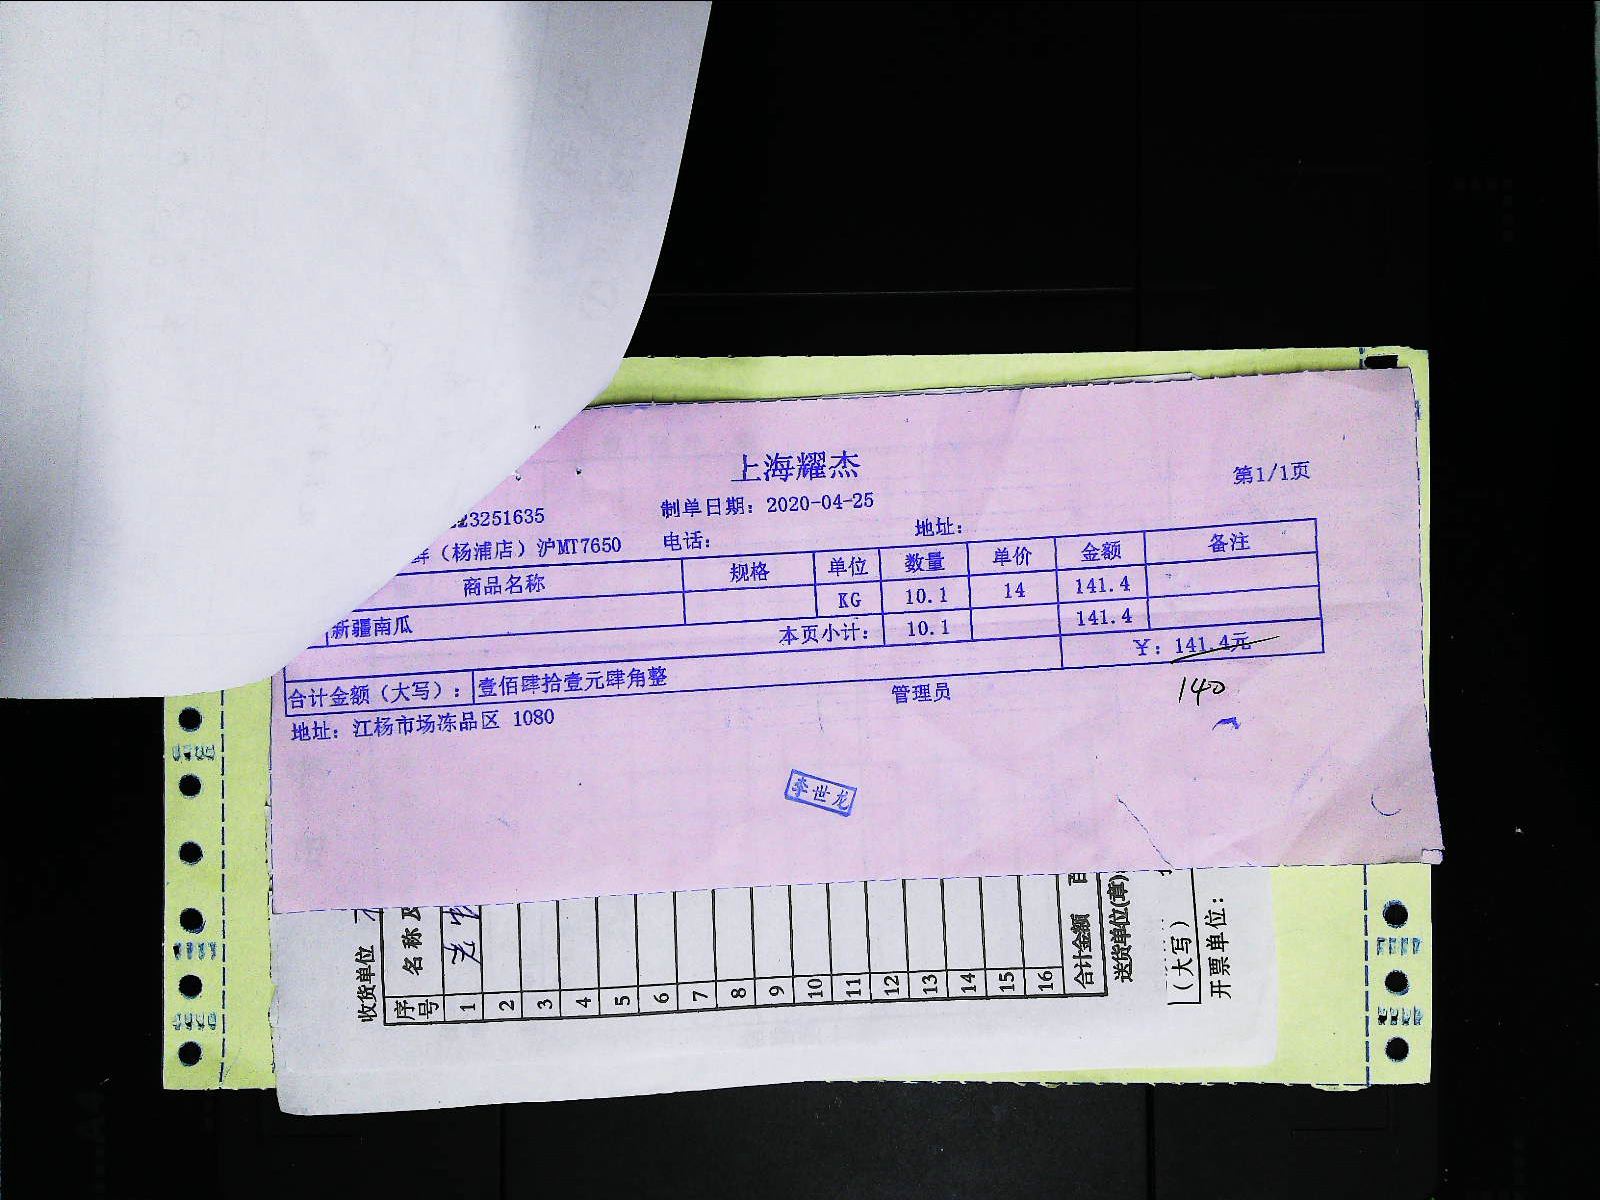 上海耀杰
第1/1页
23251635
制单日期：2020-04-25
鲜（杨浦店）沪MT7650
电话：
地址：
商品名称 规格 单位 数量 单价 金额 备注
新疆南瓜 KG 10.1 14 141.4
本页小计： 10.1 141.4
合计金额（大写）： 壹佰肆拾壹元肆角整 ￥：141.4元
140
地址：江杨市场冻品区 1080
管理员
李世龙
收货单位
序号 名称及
1
2
3
4
5
6
7
8
9
10
11
12
13
14
15
16
合计金额 百
送货单位(章)
（大写）
开票单位：